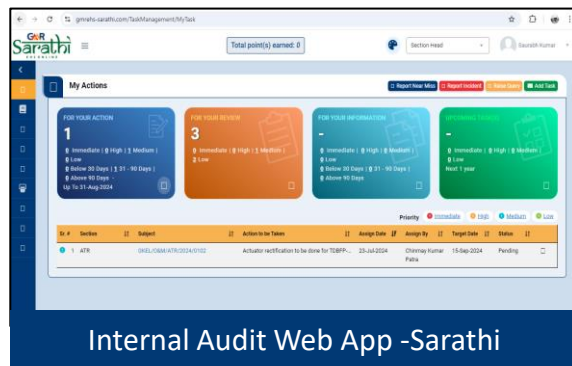 gmrehs-sarathi.com/TaskManagement/MyTask
GMR
Sarathi
Total point(s) earned: 0
Section Head
Saurabh Kumar
My Actions
Report Near Miss
Report Incident
Add Task
FOR YOUR ACTION
1
0 Immediate | 0 High | 1 Medium |
0 Low
0 Below 30 Days | 1 31 - 90 Days |
0 Above 90 Days -
Up To 31-Aug-2024
FOR YOUR REVIEW
3
0 Immediate | 0 High | 1 Medium |
2 Low
FOR YOUR INFORMATION
-
0 Immediate | 0 High | 0 Medium |
0 Low
0 Below 30 Days | 0 31 - 90 Days |
0 Above 90 Days
-
0 Immediate | 0 High | 0 Medium |
0 Low
Next 1 year
Priority Immediate High Medium Low
Sr.# Section Subject Action to be Taken Assign Date Assign By Target Date Status
1 ATR GKEL/O&M/ATR/2024/0102 Actuator rectification to be done for TDBFP-.. 25-Jul-2024 Chinmay Kumar Patra 15-Sep-2024 Pending
Internal Audit Web App -Sarathi